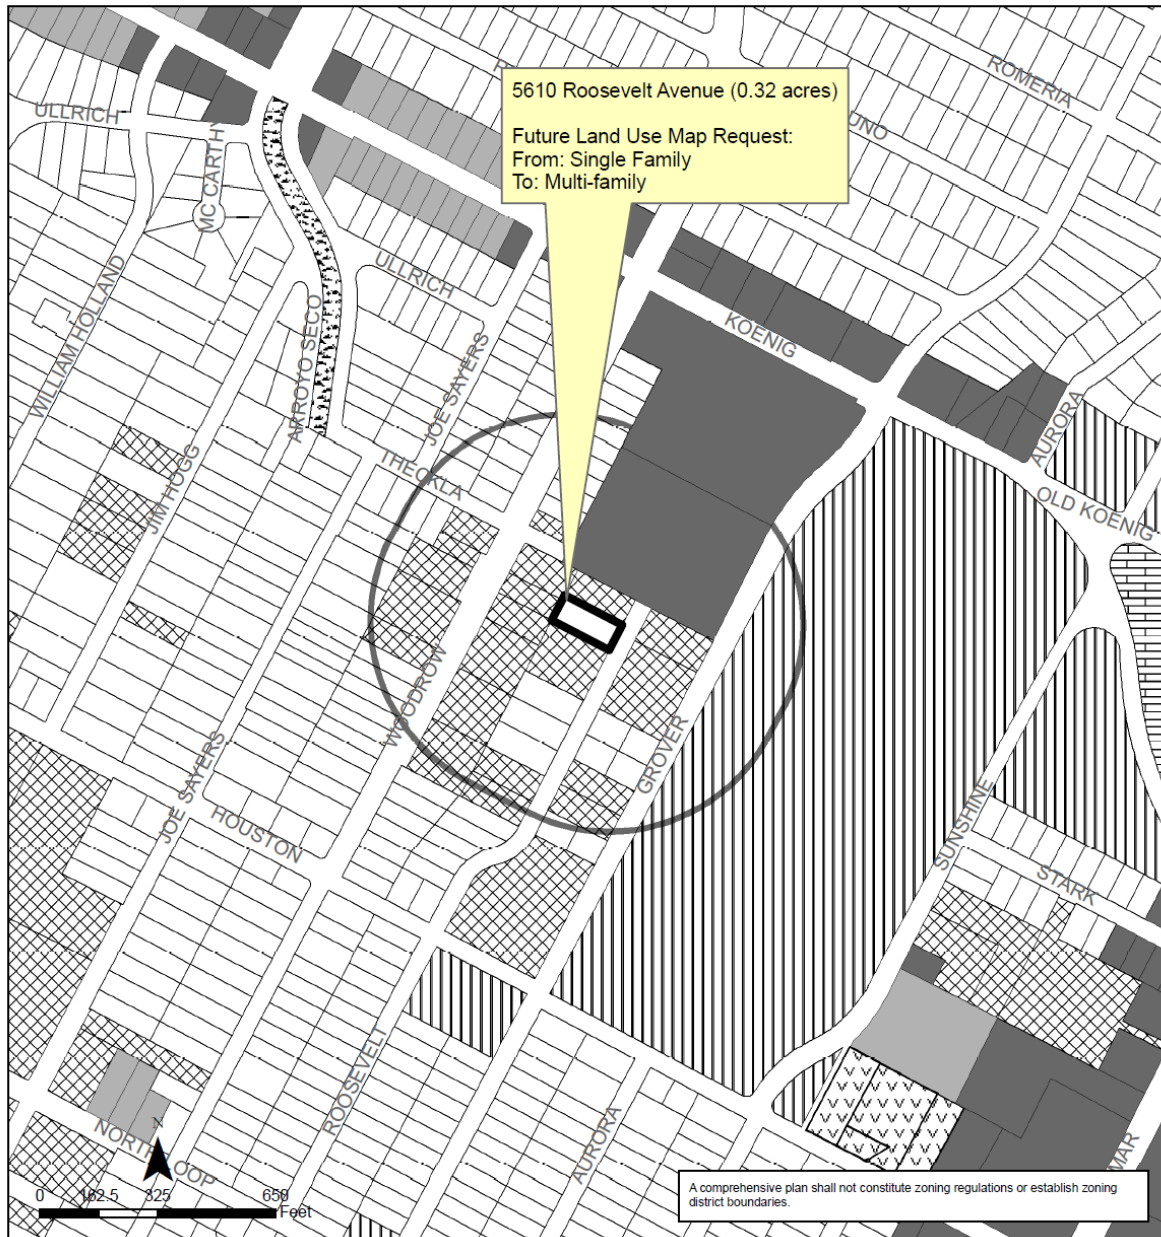 ROMERIA
5610 Roosevelt Avenue (0.32 acres)
Future Land Use Map Request:
From: Single Family
To: Multi-family
UNO
ULLRICH
MC CARTHY
ULLRICH
WILLIAM HOLLAND
ARROYO SECO
JOE SAYERS
KOENIG
AURORA
OLD KOENIG
THECKLA
JIM HOGG
WOODROW
GROVER
JOE SAYERS
HOUSTON
SUNSHINE
STARK
ROOSEVELT
AURORA
NORTH LOOP
MAR
N
0 162.5 325 650
Feet
A comprehensive plan shall not constitute zoning regulations or establish zoning
district boundaries.